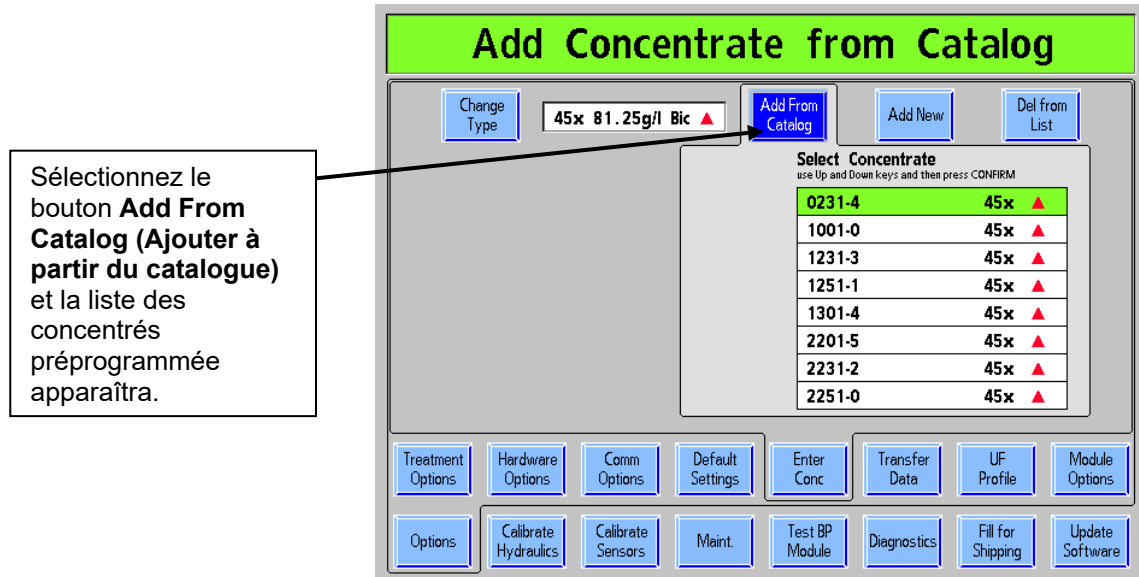 Add Concentrate from Catalog
Change
Type
45x 81.25g/l Bic
Add From
Catalog
Add New
Del from
List
Sélectionnez le
bouton Add From
Catalog (Ajouter à
partir du catalogue)
et la liste des
concentrés
préprogrammée
apparaîtra.
Select Concentrate
use Up and Down keys and then press CONFIRM
0231-4 45x
1001-0 45x
1231-3 45x
1251-1 45x
1301-4 45x
2201-5 45x
2231-2 45x
2251-0 45x
Treatment
Options
Hardware
Options
Comm
Options
Default
Settings
Enter
Conc
Transfer
Data
UF
Profile
Module
Options
Options
Calibrate
Hydraulics
Calibrate
Sensors
Maint.
Test BP
Module
Diagnostics
Fill for
Shipping
Update
Software